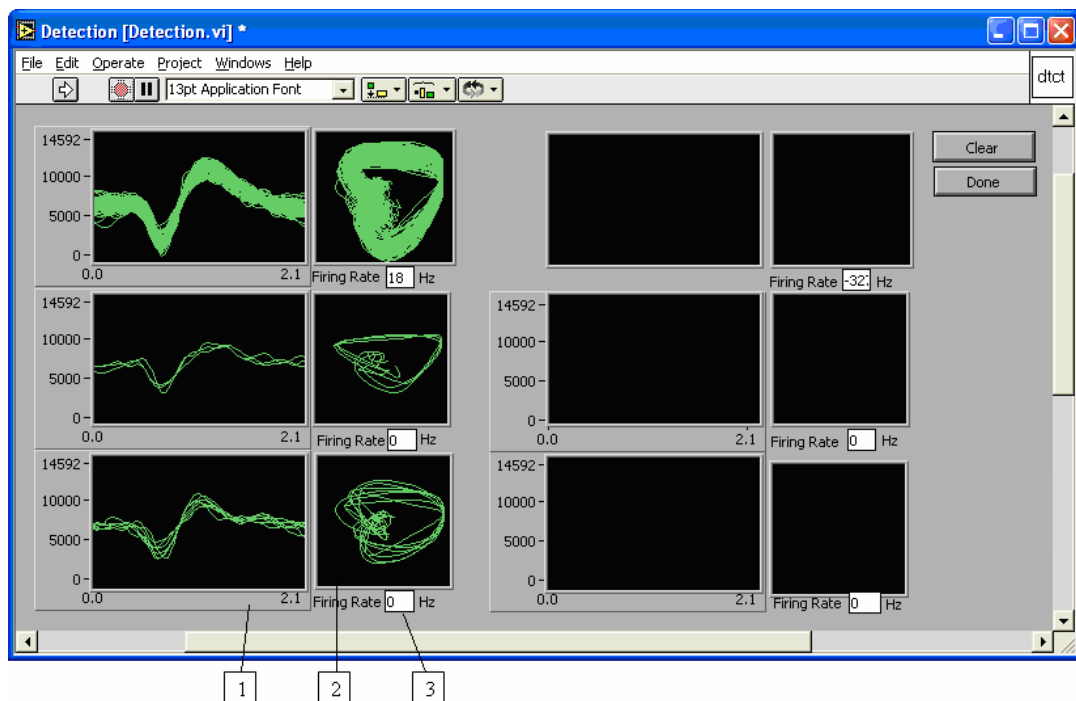 Detection [Detection.vi] *
File Edit Operate Project Windows Help
13pt Application Font
dtct
14592
10000
5000
0
0.0 2.1
Firing Rate 18 Hz
Firing Rate -32 Hz
Clear
Done
14592
10000
5000
0
0.0 2.1
Firing Rate 0 Hz
14592
10000
5000
0
0.0 2.1
Firing Rate 0 Hz
14592
10000
5000
0
0.0 2.1
Firing Rate 0 Hz
14592
10000
5000
0
0.0 2.1
Firing Rate 0 Hz
1 2 3